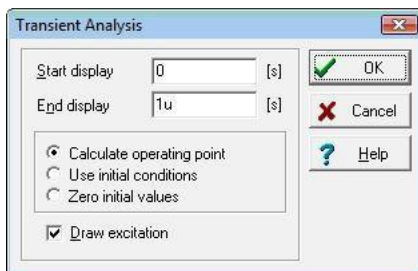 Transient Analysis
Start display 0 [s]
End display 1u [s]
Calculate operating point
Use initial conditions
Zero initial values
Draw excitation
OK
Cancel
Help